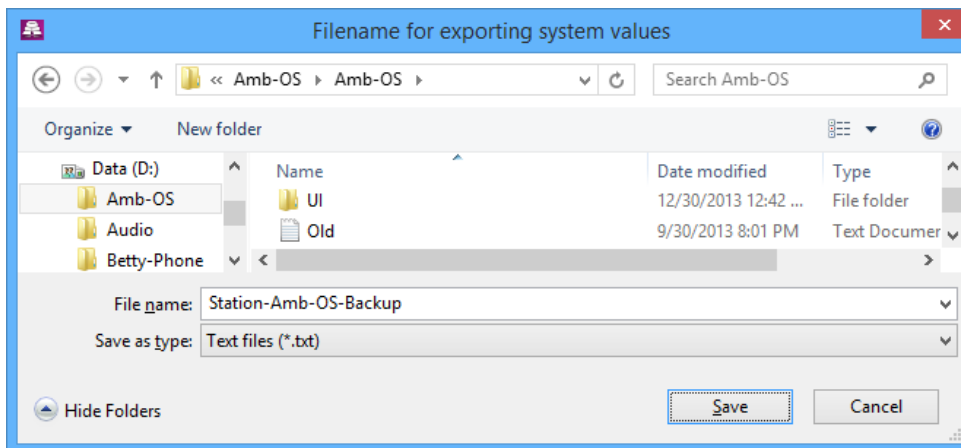 Filename for exporting system values
« Amb-OS Amb-OS Search Amb-OS
Organize New folder
Data (D:) Name Date modified Type
Amb-OS UI 12/30/2013 12:42 ... File folder
Audio Old 9/30/2013 8:01 PM Text Documer
Betty-Phone
File name: Station-Amb-OS-Backup
Save as type: Text files (*.txt)
Hide Folders Save Cancel